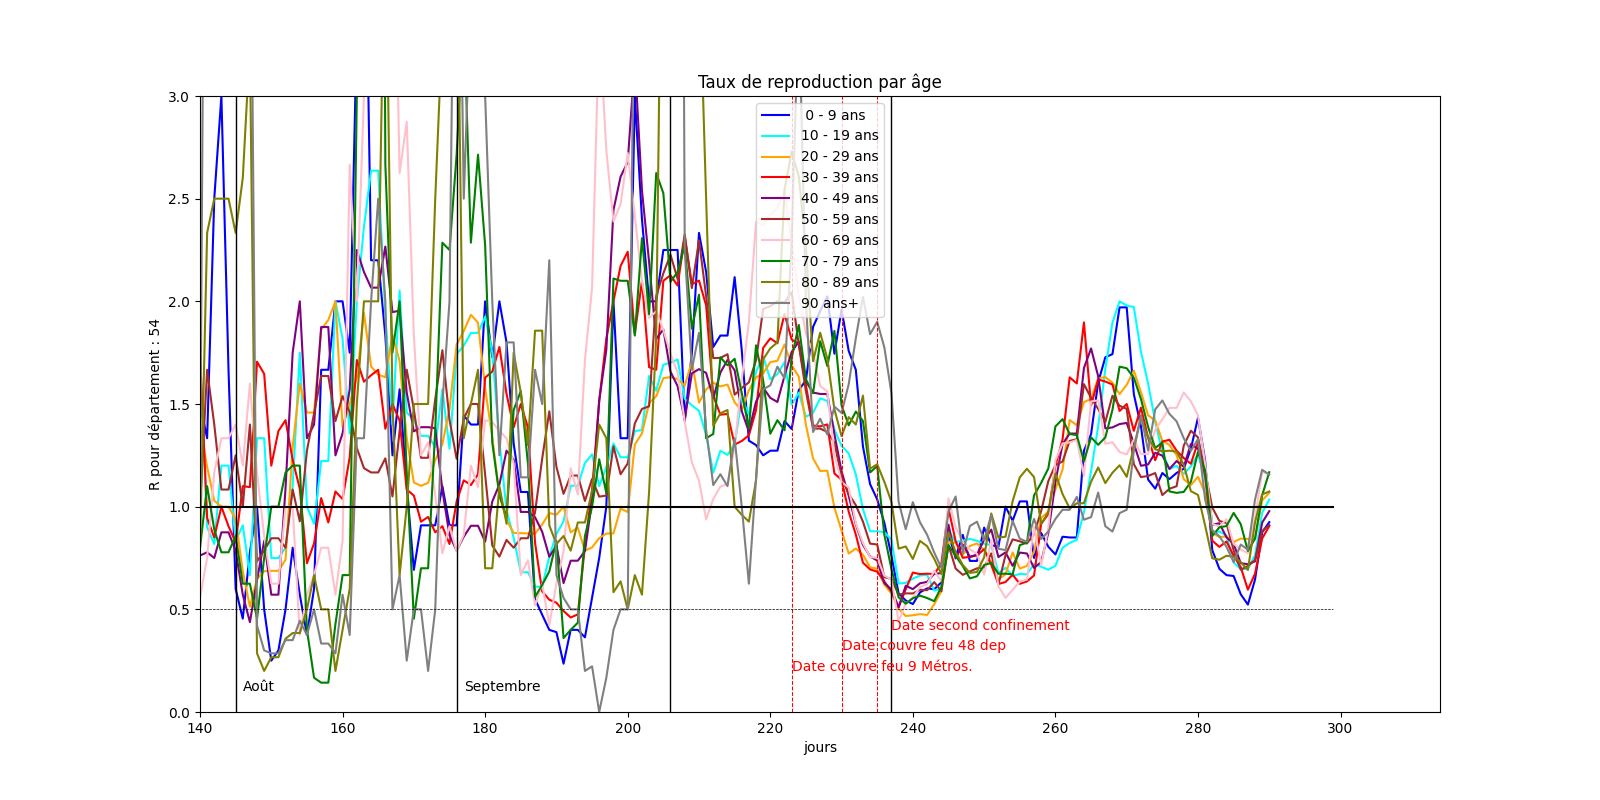 Taux de reproduction par âge
3.0
2.5
2.0
1.5
1.0
0.5
0.0
R pour département : 54
0 - 9 ans
10 - 19 ans
20 - 29 ans
30 - 39 ans
40 - 49 ans
50 - 59 ans
60 - 69 ans
70 - 79 ans
80 - 89 ans
90 ans+
Date second confinement
Date couvre feu 48 dep
Date couvre feu 9 Métros.
Août
Septembre
140
160
180
200
220
240
260
280
300
jours